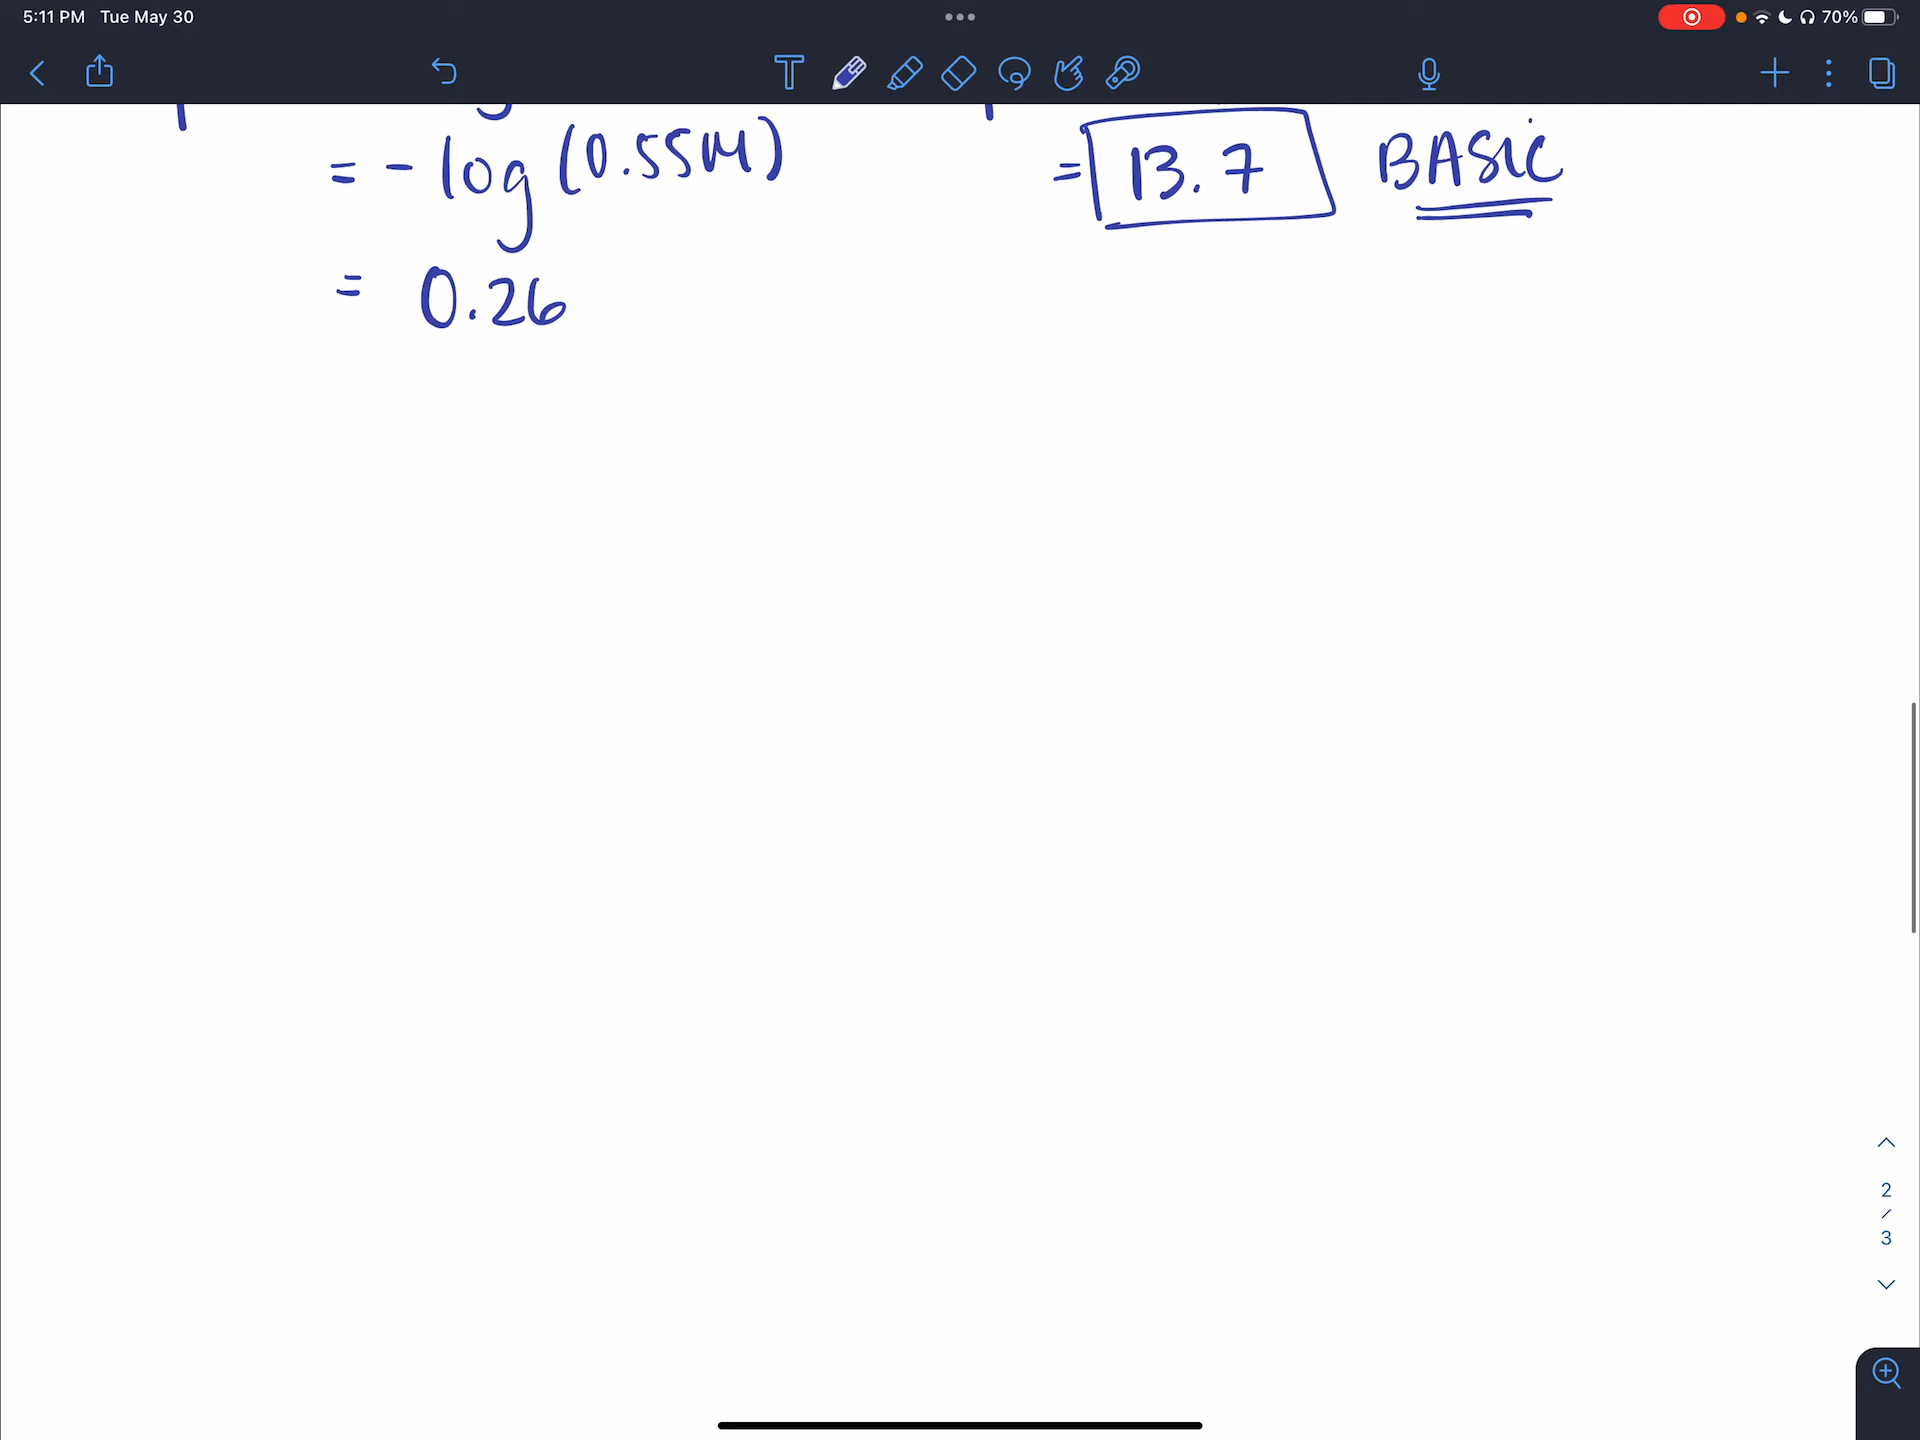 5:11 PM Tue May 30
70%
= - log (0.55M)
= 0.26
= 13.7 BASIC
2
/
3